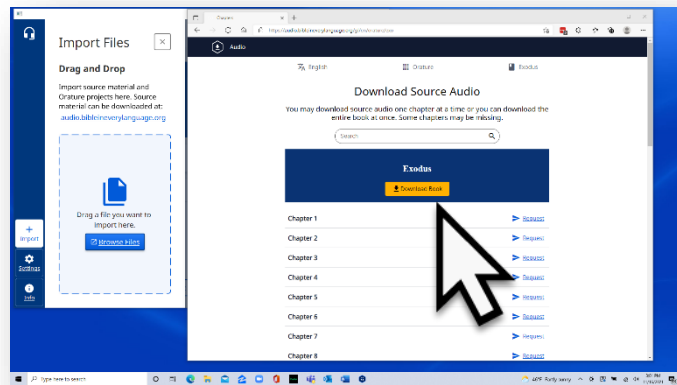 Import Files
Drag and Drop
Import source material and
Orature projects here. Source
material can be downloaded at:
audio.bibleineverylanguage.org
Drag a file you want to
import here.
Browse Files
Import
Settings
Info
Audio
English
Orature
Exodus
Download Source Audio
You may download source audio one chapter at a time or you can download the
entire book at once. Some chapters may be
missing.
Search
Exodus
Download Book
Chapter 1 Request
Chapter 2 Request
Chapter 3 Request
Chapter 4 Request
Chapter 5 Request
Chapter 6 Request
Chapter 7 Request
Chapter 8 Request
Type here to search
46°F Partly sunny